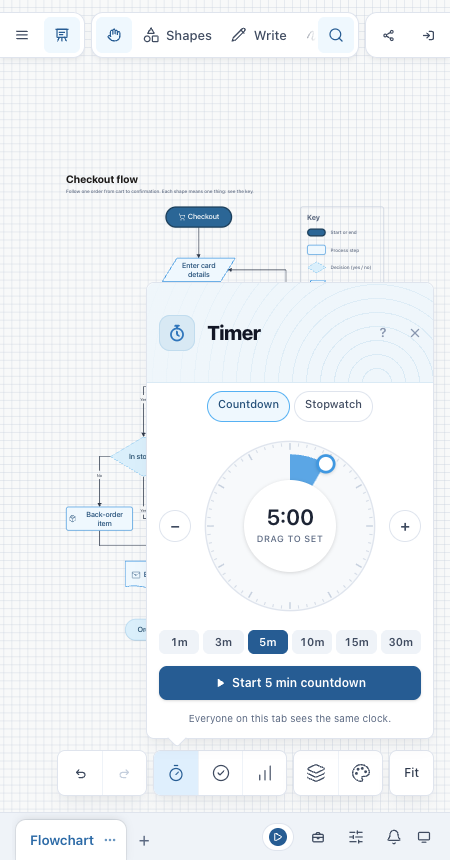 Shapes
Write
Checkout flow
Follow one order from cart to confirmation. Each shape means one thing: see the key.
Checkout
Key
Start or end
Process step
Decision (yes / no)
Enter card
details
Timer
?
Countdown
Stopwatch
5:00
DRAG TO SET
−
+
No
Back-order
item
1m
3m
5m
10m
15m
30m
Start 5 min countdown
Everyone on this tab sees the same clock.
Fit
Flowchart
+